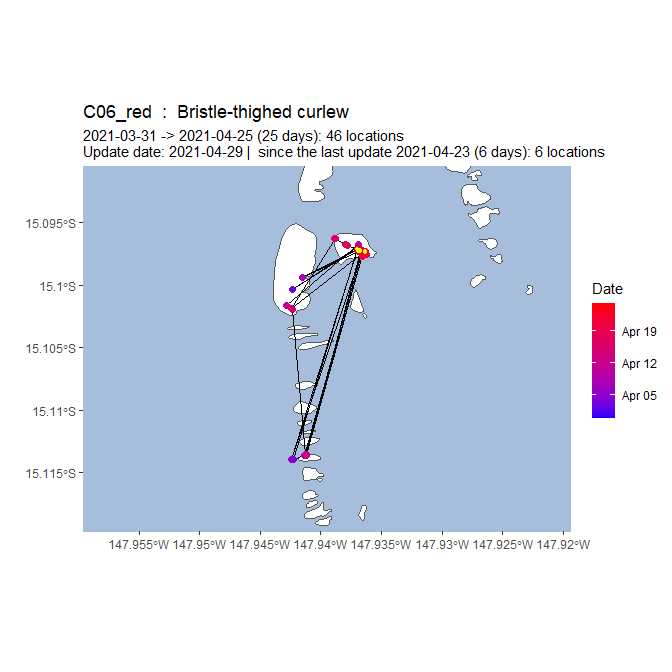 C06_red  :  Bristle-thighed curlew
2021-03-31 -> 2021-04-25 (25 days): 46 locations
Update date: 2021-04-29 |  since the last update 2021-04-23 (6 days): 6 locations
15.095°S
15.1°S
15.105°S
15.11°S
15.115°S
147.955°W 147.95°W 147.945°W 147.94°W 147.935°W 147.93°W 147.925°W 147.92°W
Date
Apr 19
Apr 12
Apr 05